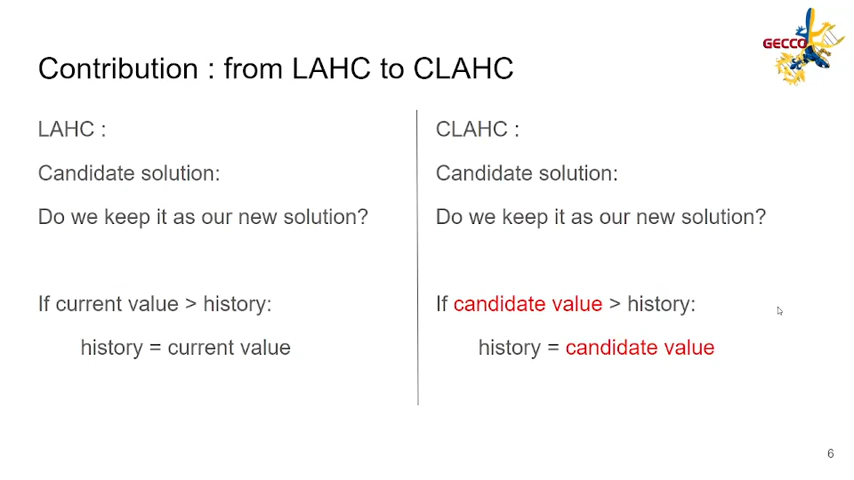 GECCO
Contribution : from LAHC to CLAHC
LAHC :
Candidate solution:
Do we keep it as our new solution?
If current value > history:
history = current value
CLAHC :
Candidate solution:
Do we keep it as our new solution?
If candidate value > history:
history = candidate value
6